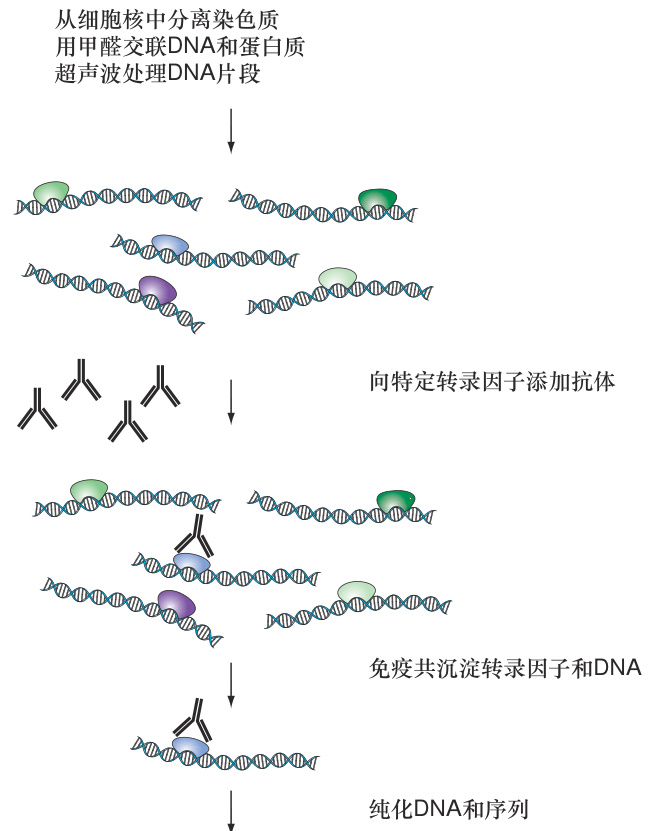 从细胞核中分离染色质
用甲醛交联DNA和蛋白质
超声波处理DNA片段
向特定转录因子添加抗体
免疫共沉淀转录因子和DNA
纯化DNA和序列